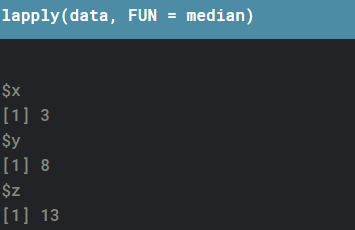 lapply(data, FUN = median)
$x
[1] 3
$y
[1] 8
$z
[1] 13